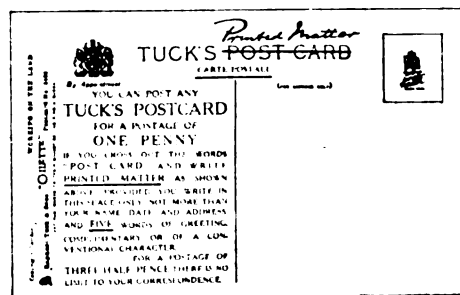 Printed Matter
TUCK'S POST CARD
CARTE POSTALE
By Appointment
YOU CAN POST ANY
TUCK'S POSTCARD
FOR A POSTAGE OF
ONE PENNY
IF YOU CROSS OUT THE WORDS
"POST CARD" AND WRITE
PRINTED MATTER AS SHOWN
ABOVE PROVIDED YOU WRITE IN
THIS SPACE ONLY NOT MORE THAN
YOUR NAME DATE AND ADDRESS
AND FIVE WORDS OF GREETING,
COMPLIMENTARY OR OF A CON-
VENTIONAL CHARACTER.
FOR A POSTAGE OF
THREE HALF PENCE THERE IS NO
LIMIT TO YOUR CORRESPONDENCE.
"OILETTE"